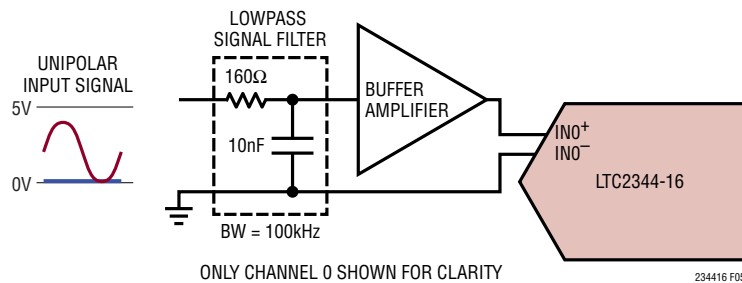 LOWPASS
SIGNAL FILTER
UNIPOLAR
INPUT SIGNAL
5V
0V
160Ω
10nF
BW = 100kHz
BUFFER
AMPLIFIER
IN0+
IN0−
LTC2344-16
ONLY CHANNEL 0 SHOWN FOR CLARITY
234416 F05